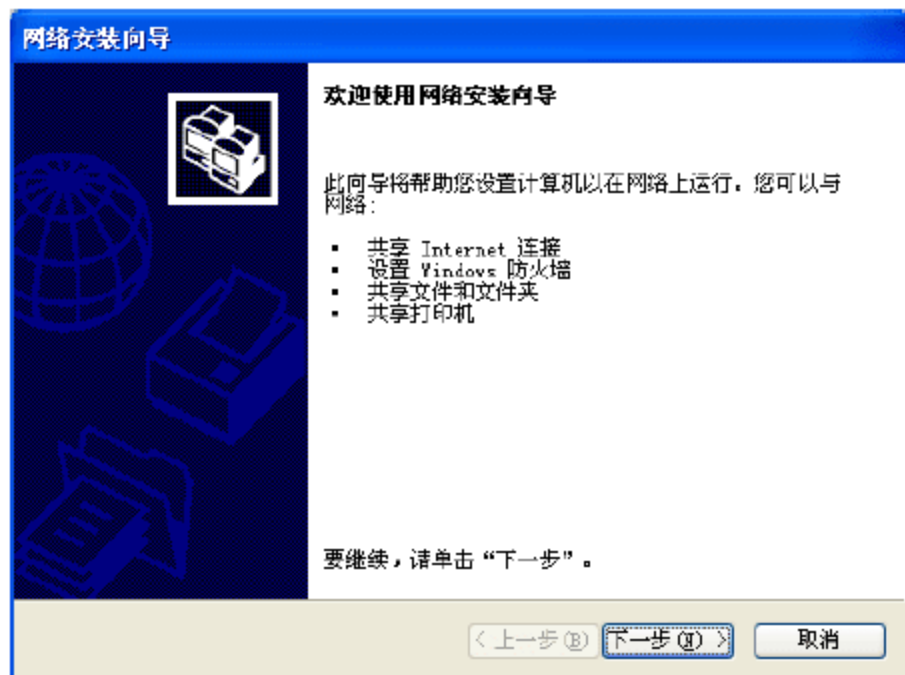 网络安装向导
欢迎使用网络安装向导
此向导将帮助您设置计算机以在网络上运行。您可以与
网络:
▪ 共享 Internet 连接
▪ 设置 Windows 防火墙
▪ 共享文件和文件夹
▪ 共享打印机
要继续，请单击“下一步”。
< 上一步(B) 下一步(N) > 取消